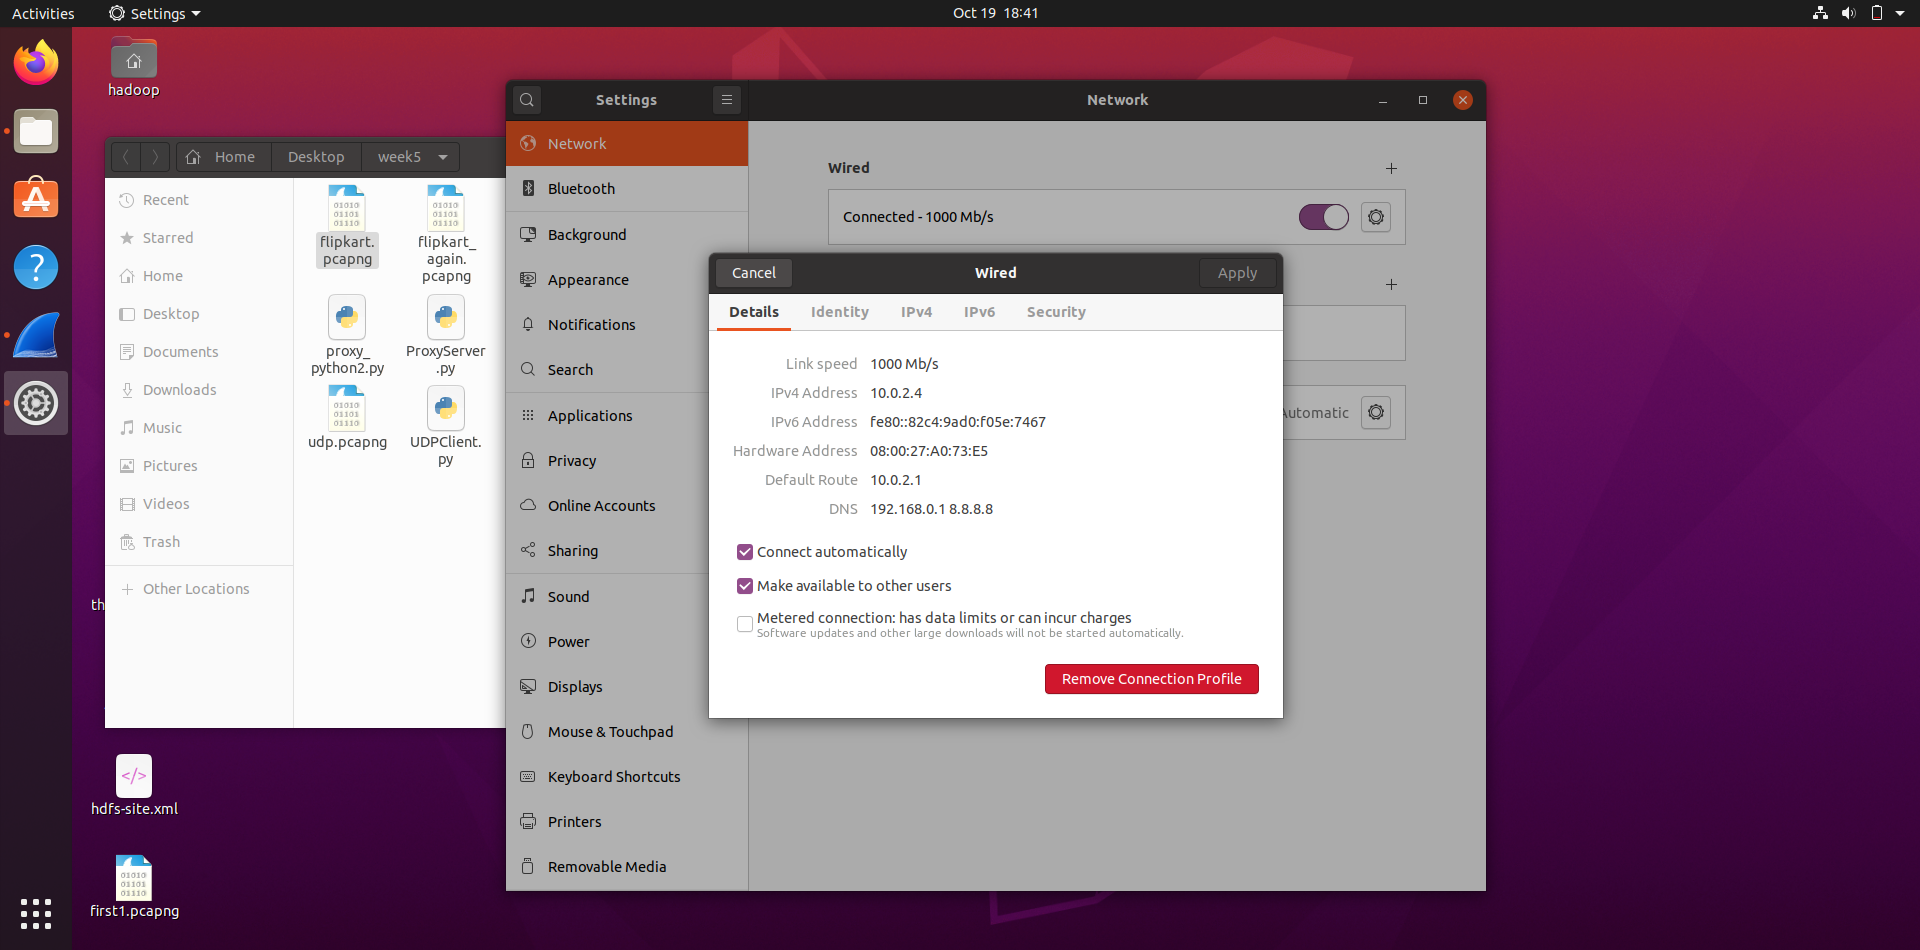 Activities
Settings
Oct 19 18:41
hadoop
Home
Desktop
week5
Recent
Starred
Home
Desktop
Documents
Downloads
Music
Pictures
Videos
Trash
Other Locations
flipkart.
pcapng
flipkart_
again.
pcapng
proxy_
python2.py
ProxyServer
.py
udp.pcapng
UDPClient.
py
th
hdfs-site.xml
01010
01101
01110
first1.pcapng
Settings
Network
Network
Bluetooth
Background
Appearance
Notifications
Search
Applications
Privacy
Online Accounts
Sharing
Sound
Power
Displays
Mouse & Touchpad
Keyboard Shortcuts
Printers
Removable Media
Wired
Connected - 1000 Mb/s
Automatic
Cancel
Wired
Apply
Details
Identity
IPv4
IPv6
Security
Link speed 1000 Mb/s
IPv4 Address 10.0.2.4
IPv6 Address fe80::82c4:9ad0:f05e:7467
Hardware Address 08:00:27:A0:73:E5
Default Route 10.0.2.1
DNS 192.168.0.1 8.8.8.8
Connect automatically
Make available to other users
Metered connection: has data limits or can incur charges
Software updates and other large downloads will not be started automatically.
Remove Connection Profile